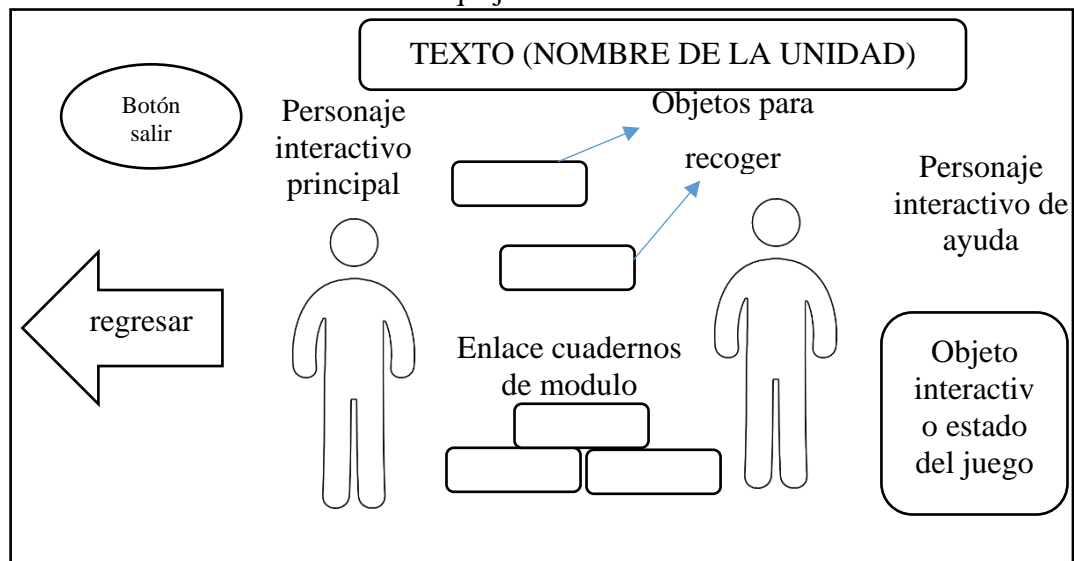 TEXTO (NOMBRE DE LA UNIDAD)
Botón
salir
Personaje
interactivo
principal
Objetos para
recoger
Personaje
interactivo de
ayuda
regresar
Enlace cuadernos
de modulo
Objeto
interactiv
o estado
del juego